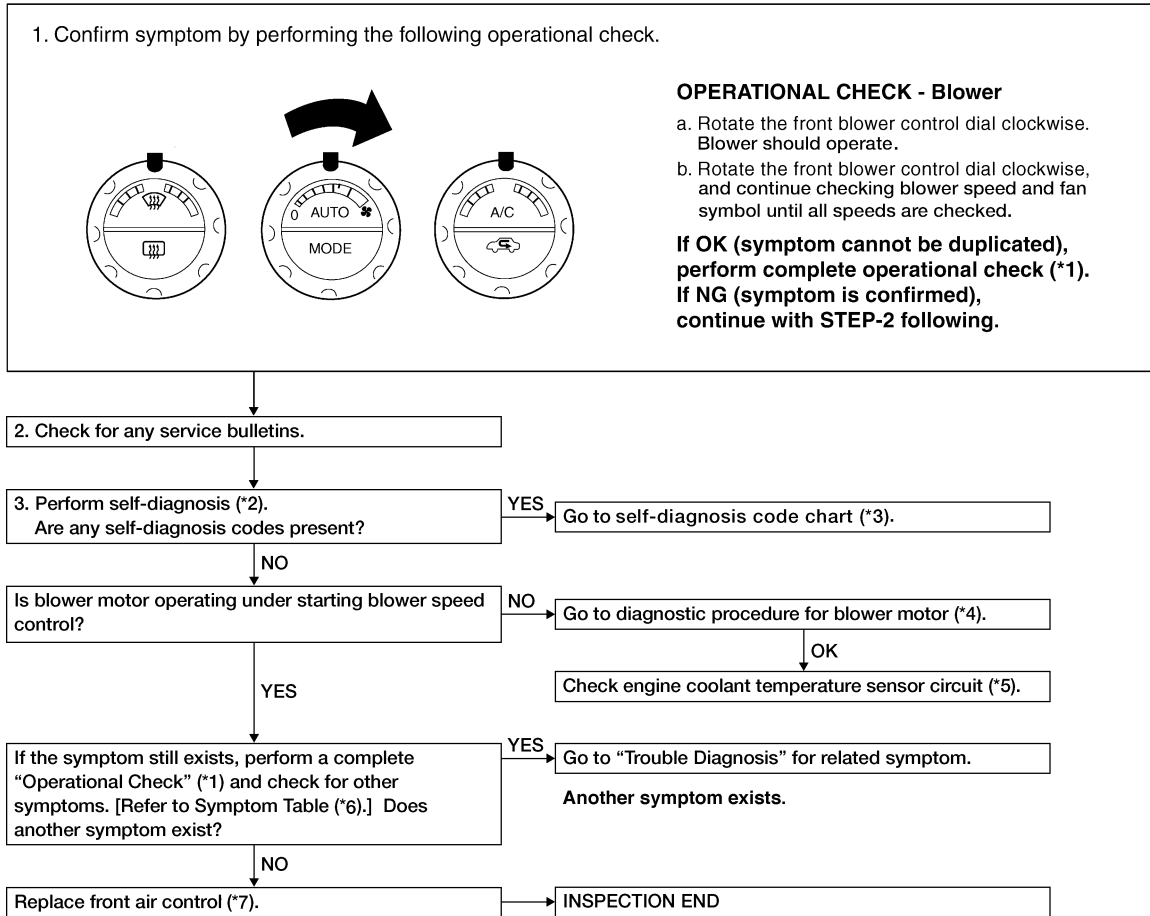 1. Confirm symptom by performing the following operational check.
0
AUTO
MODE
A/C
OPERATIONAL CHECK - Blower
a. Rotate the front blower control dial clockwise.
Blower should operate.
b. Rotate the front blower control dial clockwise,
and continue checking blower speed and fan
symbol until all speeds are checked.
If OK (symptom cannot be duplicated),
perform complete operational check (*1).
If NG (symptom is confirmed),
continue with STEP-2 following.
2. Check for any service bulletins.
3. Perform self-diagnosis (*2).
Are any self-diagnosis codes present?
YES
Go to self-diagnosis code chart (*3).
NO
Is blower motor operating under starting blower speed
control?
NO
Go to diagnostic procedure for blower motor (*4).
OK
Check engine coolant temperature sensor circuit (*5).
YES
If the symptom still exists, perform a complete
“Operational Check” (*1) and check for other
symptoms. [Refer to Symptom Table (*6).] Does
another symptom exist?
YES
Go to “Trouble Diagnosis” for related symptom.
Another symptom exists.
NO
Replace front air control (*7).
INSPECTION END